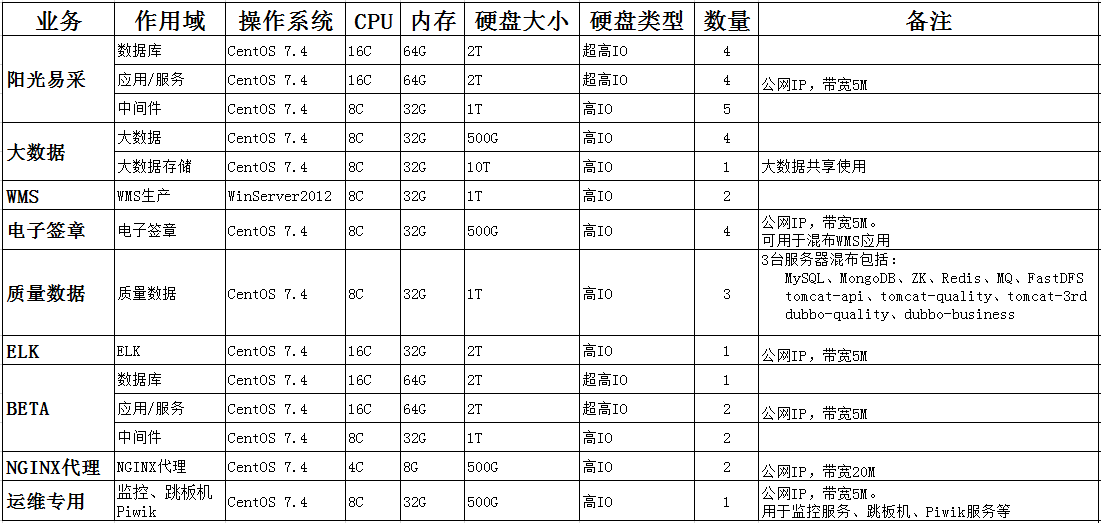 业务 作用域 操作系统 CPU 内存 硬盘大小 硬盘类型 数量 备注
阳光易采 数据库 CentOS 7.4 16C 64G 2T 超高IO 4
应用/服务 CentOS 7.4 16C 64G 2T 超高IO 4 公网IP，带宽5M
中间件 CentOS 7.4 8C 32G 1T 高IO 5
大数据 大数据 CentOS 7.4 8C 32G 500G 高IO 4
大数据存储 CentOS 7.4 8C 32G 10T 高IO 1 大数据共享使用
WMS WMS生产 WinServer2012 8C 32G 1T 高IO 2
电子签章 电子签章 CentOS 7.4 8C 32G 500G 高IO 4 公网IP，带宽5M。
可用于混布WMS应用
质量数据 质量数据 CentOS 7.4 8C 32G 1T 高IO 3 3台服务器混布包括：
MySQL、MongoDB、ZK、Redis、MQ、FastDFS
tomcat-api、tomcat-quality、tomcat-3rd
dubbo-quality、dubbo-business
ELK ELK CentOS 7.4 16C 32G 2T 高IO 1 公网IP，带宽5M
BETA 数据库 CentOS 7.4 16C 64G 2T 超高IO 1
应用/服务 CentOS 7.4 16C 64G 2T 超高IO 2 公网IP，带宽5M
中间件 CentOS 7.4 8C 32G 1T 高IO 2
NGINX代理 NGINX代理 CentOS 7.4 4C 8G 500G 高IO 2 公网IP，带宽20M
运维专用 监控、跳板机 CentOS 7.4 8C 32G 500G 高IO 1 公网IP，带宽5M。
Piwik 用于监控服务、跳板机、Piwik服务等